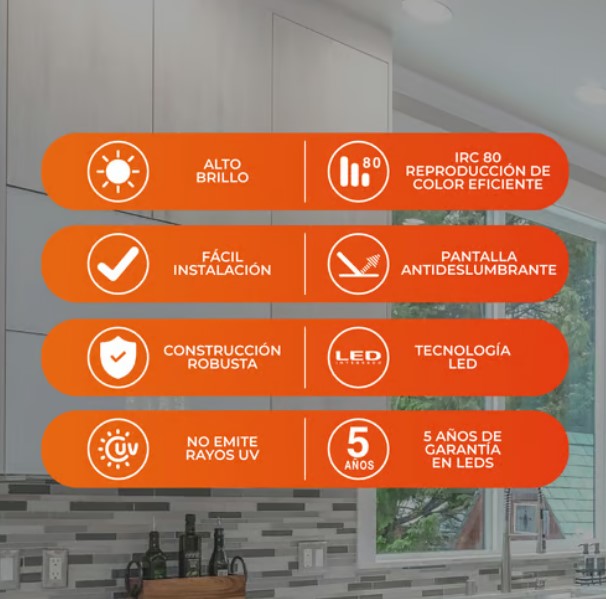 ALTO
BRILLO
80
IRC 80
REPRODUCCIÓN DE
COLOR EFICIENTE
FÁCIL
INSTALACIÓN
PANTALLA
ANTIDESLUMBRANTE
CONSTRUCCIÓN
ROBUSTA
LED
INTEGRADO
TECNOLOGÍA
LED
UV
NO EMITE
RAYOS UV
5
AÑOS
5 AÑOS DE
GARANTÍA
EN LEDS